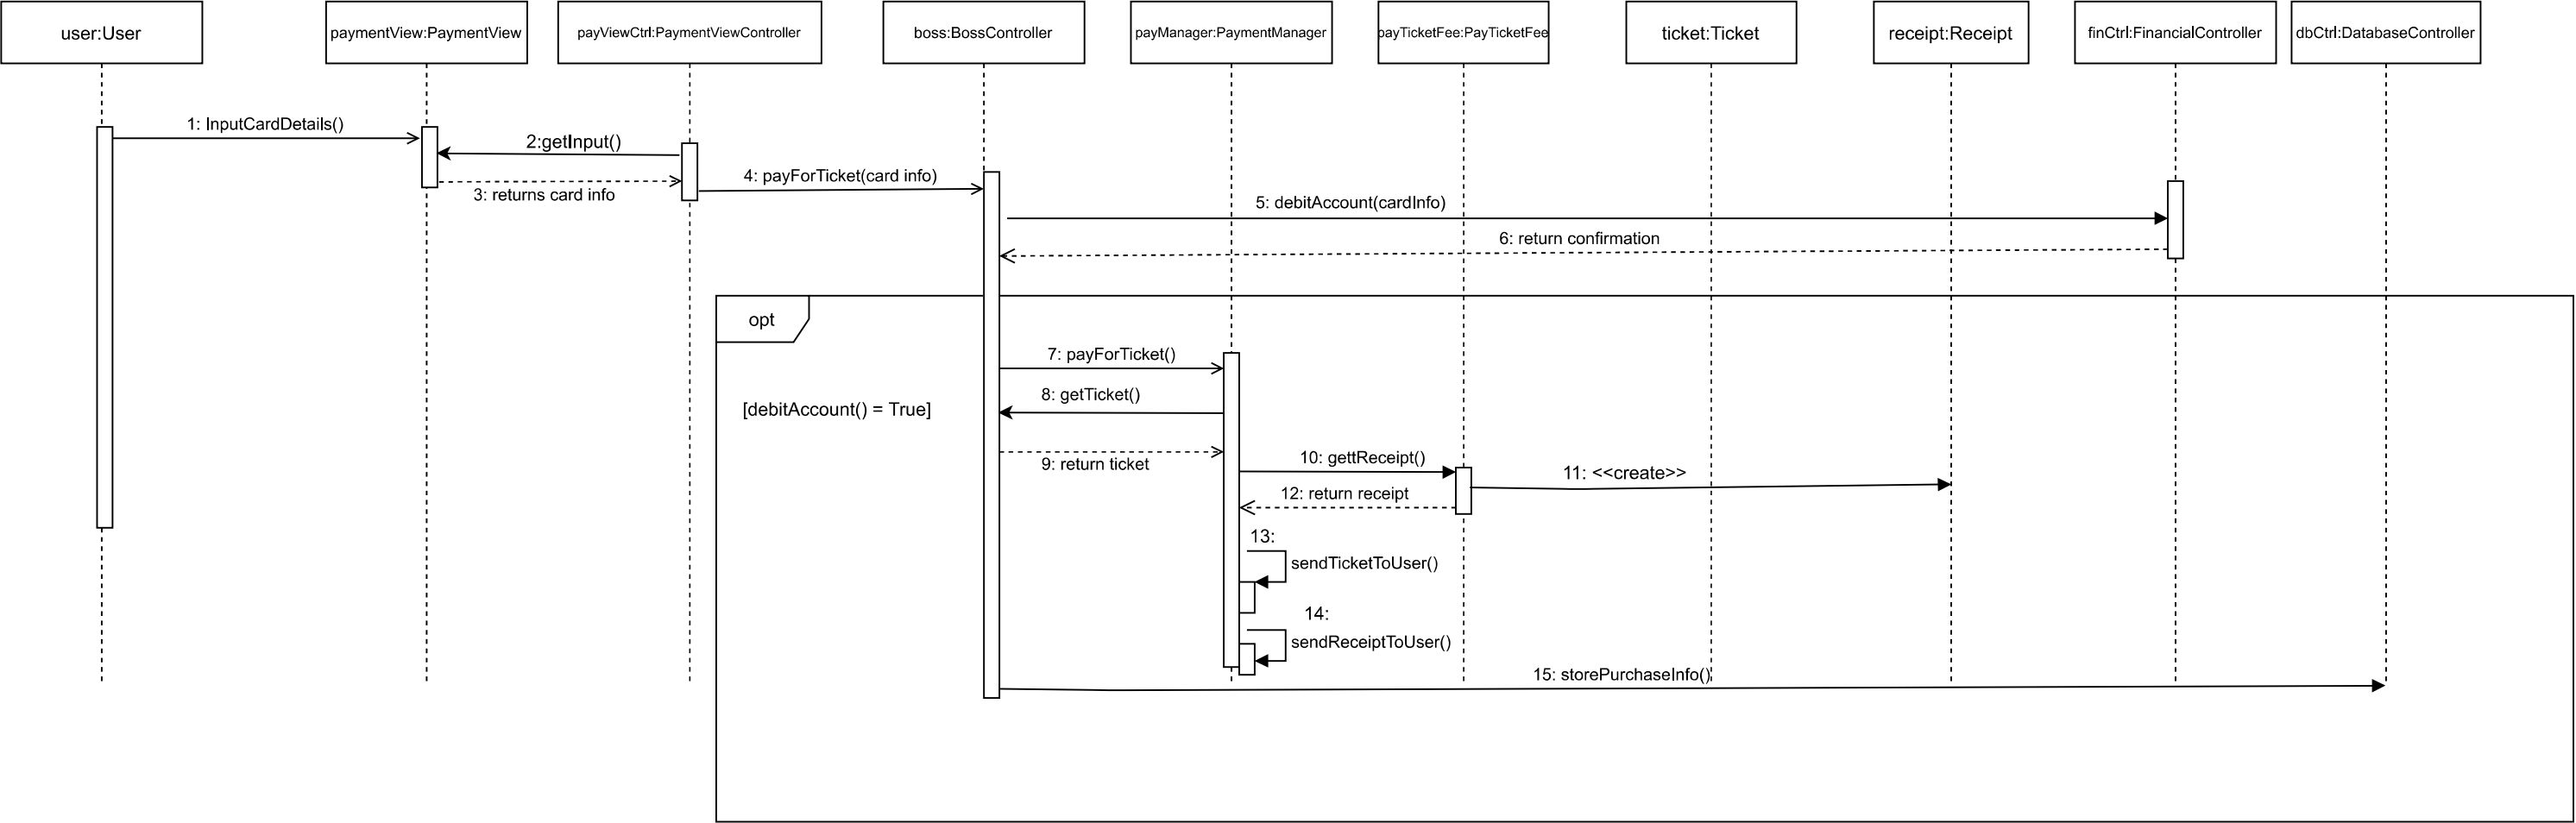 user:User
paymentView:PaymentView
payViewCtrl:PaymentViewController
boss:BossController
payManager:PaymentManager
payTicketFee:PayTicketFee
ticket:Ticket
receipt:Receipt
finCtrl:FinancialController
dbCtrl:DatabaseController
1: InputCardDetails()
2:getInput()
3: returns card info
4: payForTicket(card info)
5: debitAccount(cardInfo)
6: return confirmation
opt
7: payForTicket()
8: getTicket()
[debitAccount() = True]
9: return ticket
10: gettReceipt()
11: <<create>>
12: return receipt
13:
sendTicketToUser()
14:
sendReceiptToUser()
15: storePurchaseInfo()